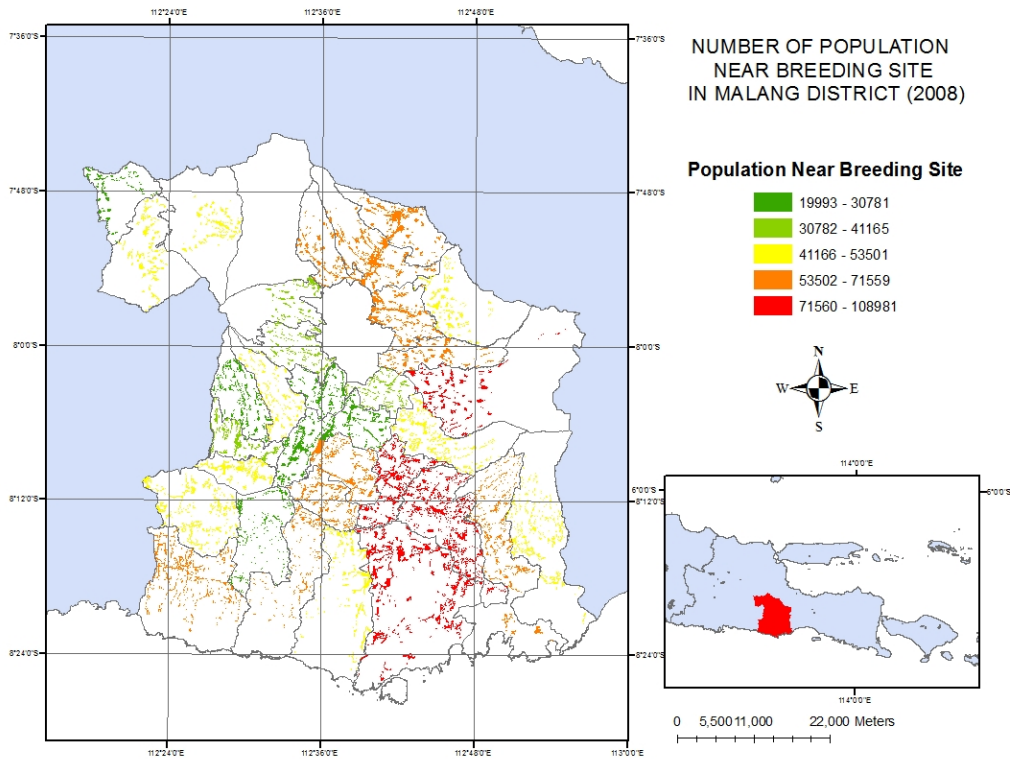 112°24'0"E 112°36'0"E 112°48'0"E
7°36'0"S 7°36'0"S
NUMBER OF POPULATION
NEAR BREEDING SITE
IN MALANG DISTRICT (2008)
Population Near Breeding Site
7°48'0"S 7°48'0"S
19993 - 30781
30782 - 41165
41166 - 53501
53502 - 71559
71560 - 108981
8°0'0"S 8°0'0"S
N
W E
S
114°0'0"E
6°0'0"S 6°0'0"S
8°12'0"S 8°12'0"S
8°24'0"S 8°24'0"S
114°0'0"E
0 5,500 11,000 22,000 Meters
112°24'0"E 112°36'0"E 112°48'0"E 113°0'0"E